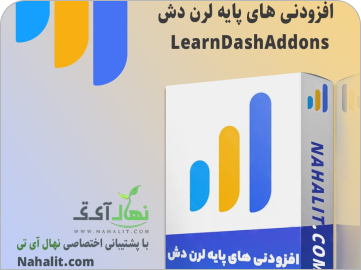 افزودنی های پایه لرن دش
LearnDashAddons
NAHALIT.COM
نهال آی تی
WWW.NAHALIT.COM
با پشتیبانی اختصاصی نهال آی تی
Nahalit.com
افزودنی های پایه لرن دش